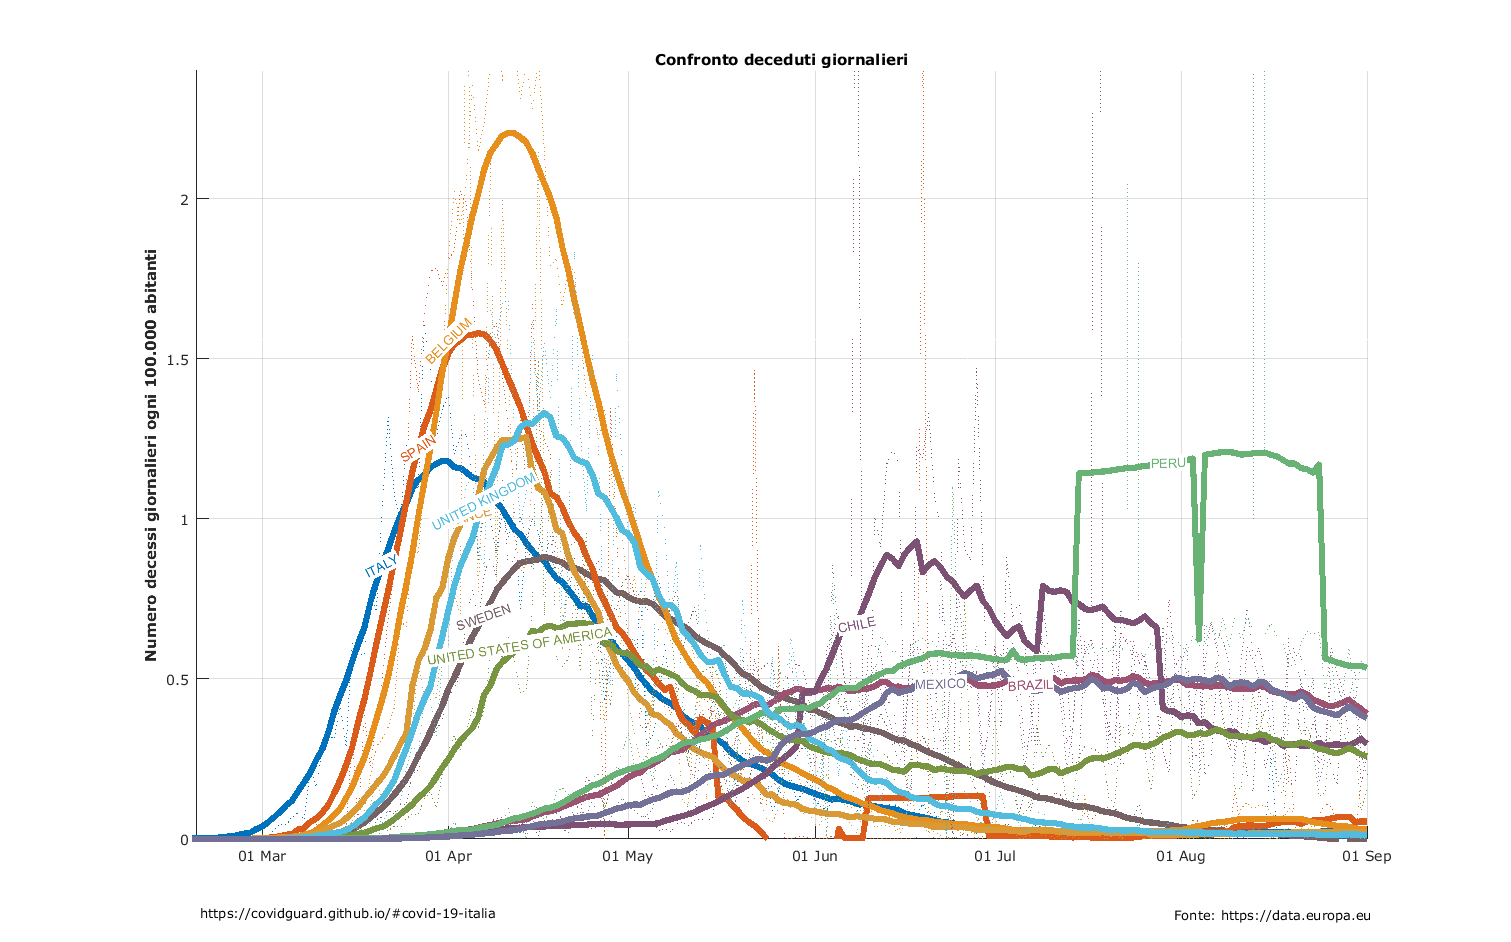 Confronto deceduti giornalieri
Numero decessi giornalieri ogni 100.000 abitanti
2
1.5
1
0.5
0
BELGIUM
SPAIN
ITALY
UNITED KINGDOM
SWEDEN
UNITED STATES OF AMERICA
CHILE
PERU
MEXICO
BRAZIL
01 Mar
01 Apr
01 May
01 Jun
01 Jul
01 Aug
01 Sep
https://covidguard.github.io/#covid-19-italia
Fonte: https://data.europa.eu